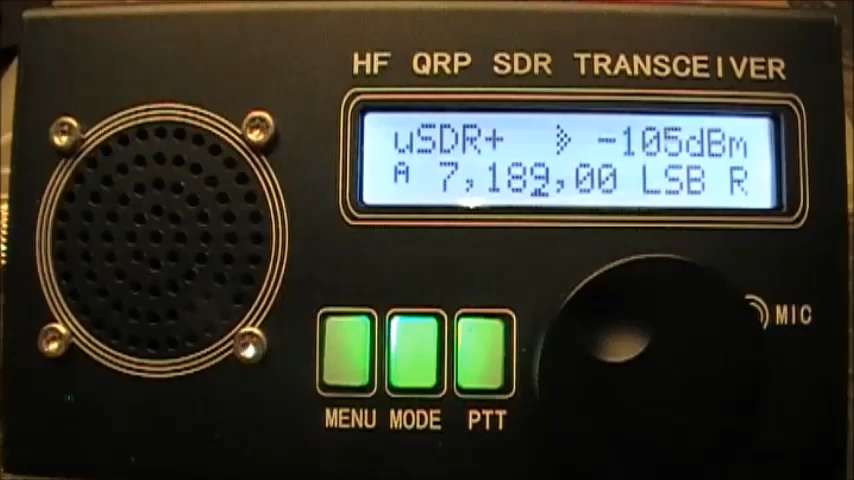 HF QRP SDR TRANSCEIVER
uSDR+ -105dBm
A 7,189,00 LSB R
MIC
MENU MODE PTT